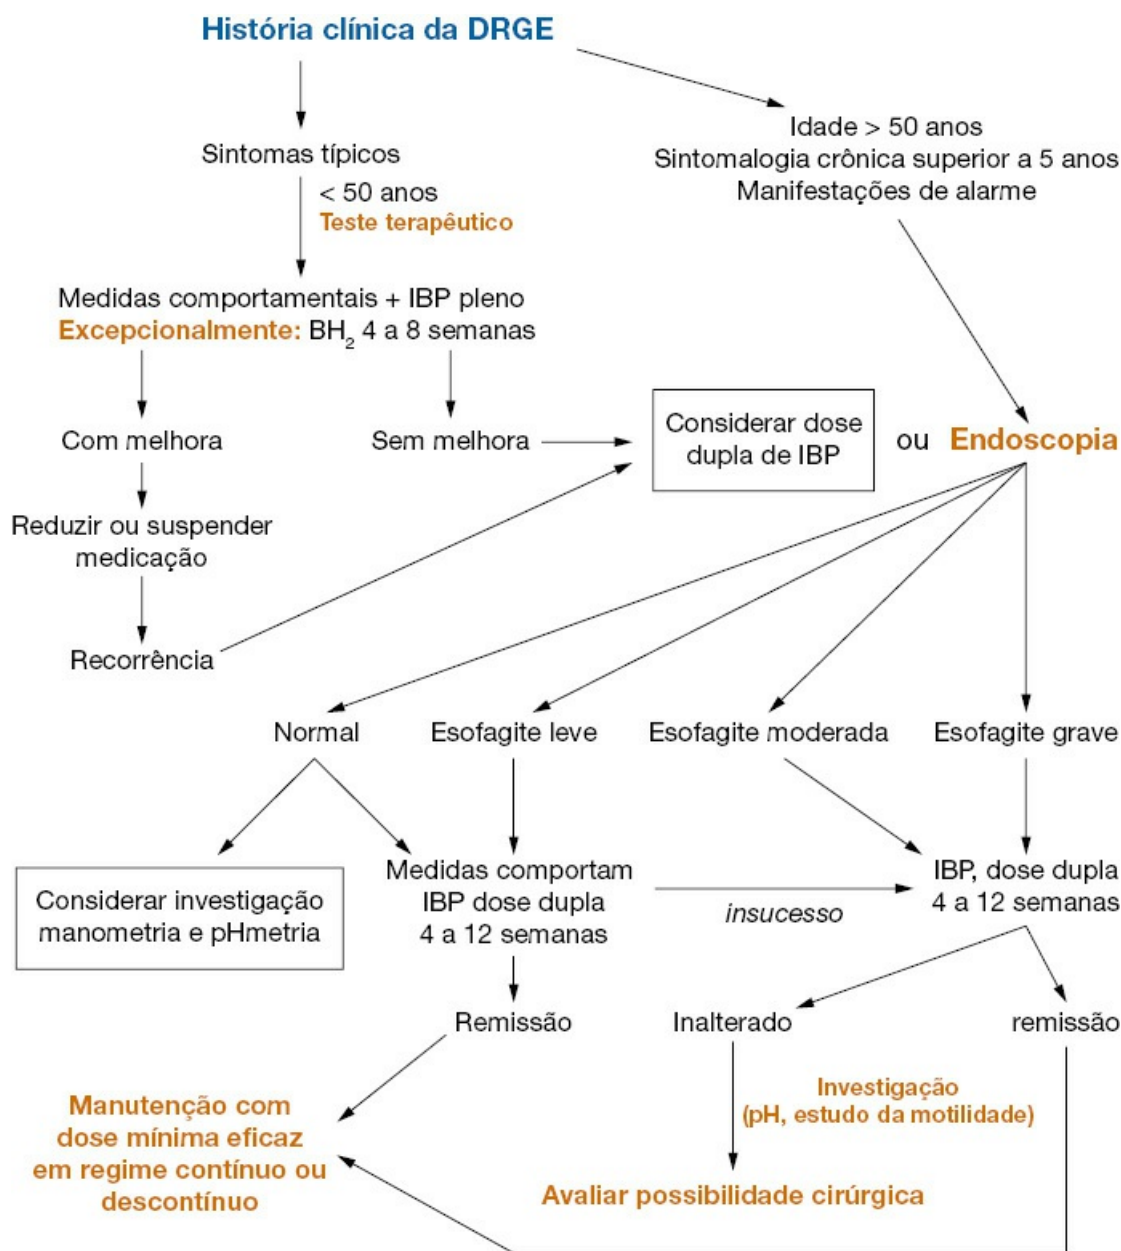 História clínica da DRGE
Idade > 50 anos
Sintomalogia crônica superior a 5 anos
Manifestações de alarme
Sintomas típicos
< 50 anos
Teste terapêutico
Medidas comportamentais + IBP pleno
Excepcionalmente: BH₂ 4 a 8 semanas
Com melhora
Sem melhora
Considerar dose
dupla de IBP
ou Endoscopia
Reduzir ou suspender
medicação
Recorrência
Normal
Esofagite leve
Esofagite moderada
Esofagite grave
Considerar investigação
manometria e pHmetria
Medidas comportam
IBP dose dupla
4 a 12 semanas
insucesso
IBP, dose dupla
4 a 12 semanas
Remissão
Inalterado
remissão
Manutenção com
dose mínima eficaz
em regime contínuo ou
descontínuo
Investigação
(pH, estudo da motilidade)
Avaliar possibilidade cirúrgica